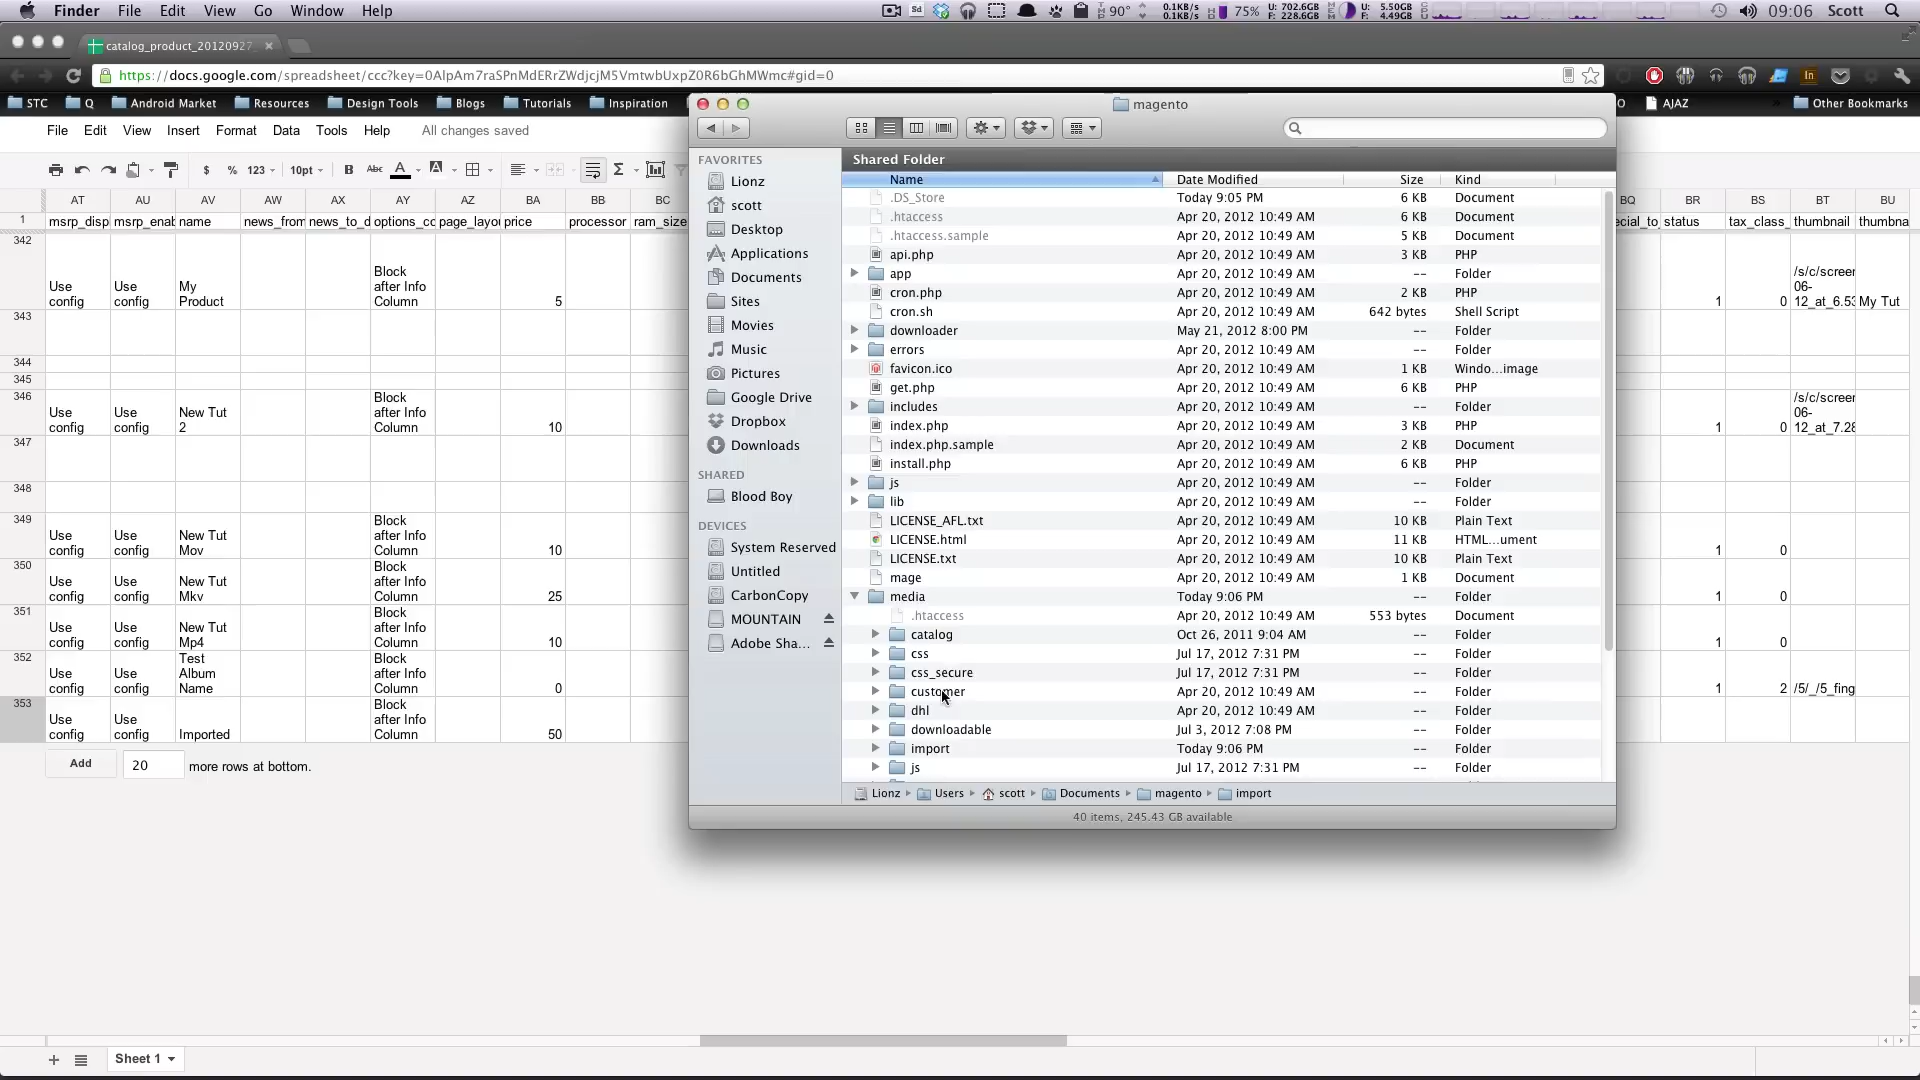 Finder File Edit View Go Window Help
Sd 90° 0.1KB/s 0.1KB/s 75% U: 702.6GB F: 228.6GB U: 5.50GB F: 4.49GB 09:06 Scott
catalog_product_20120927
https://docs.google.com/spreadsheet/ccc?key=0AlpAm7raSPnMdERrZWdjcjM5VmtwbUxpZ0R6bGhMWmc#gid=0
STC Q Android Market Resources Design Tools Blogs Tutorials Inspiration O AJAZ » Other Bookmarks
File Edit View Insert Format Data Tools Help All changes saved
$ % 123 10pt B Abc A A Σ
AT AU AV AW AX AY AZ BA BB BC BQ BR BS BT BU
1 msrp_disp msrp_enab name news_from news_to_d options_co page_layou price processor ram_size ecial_to status tax_class_ thumbnail thumbna
342 Use config Use config My Product Block after Info Column 5 1 0 /s/c/screer 06- 12_at_6.53 My Tut
343
344
345
346 Use config Use config New Tut 2 Block after Info Column 10 1 0 /s/c/screer 06- 12_at_7.28
347
348
349 Use config Use config New Tut Mov Block after Info Column 10 1 0
350 Use config Use config New Tut Mkv Block after Info Column 25 1 0
351 Use config Use config New Tut Mp4 Block after Info Column 10 1 0
352 Use config Use config Test Album Name Block after Info Column 0 1 2 /5/_/5_fing
353 Use config Use config Imported Block after Info Column 50
Add 20 more rows at bottom.
Sheet 1
magento
FAVORITES
Lionz
scott
Desktop
Applications
Documents
Sites
Movies
Music
Pictures
Google Drive
Dropbox
Downloads
SHARED
Blood Boy
DEVICES
System Reserved
Untitled
CarbonCopy
MOUNTAIN
Adobe Sha...
Shared Folder
Name Date Modified Size Kind
.DS_Store Today 9:05 PM 6 KB Document
.htaccess Apr 20, 2012 10:49 AM 6 KB Document
.htaccess.sample Apr 20, 2012 10:49 AM 5 KB Document
api.php Apr 20, 2012 10:49 AM 3 KB PHP
app Apr 20, 2012 10:49 AM -- Folder
cron.php Apr 20, 2012 10:49 AM 2 KB PHP
cron.sh Apr 20, 2012 10:49 AM 642 bytes Shell Script
downloader May 21, 2012 8:00 PM -- Folder
errors Apr 20, 2012 10:49 AM -- Folder
favicon.ico Apr 20, 2012 10:49 AM 1 KB Windo...image
get.php Apr 20, 2012 10:49 AM 6 KB PHP
includes Apr 20, 2012 10:49 AM -- Folder
index.php Apr 20, 2012 10:49 AM 3 KB PHP
index.php.sample Apr 20, 2012 10:49 AM 2 KB Document
install.php Apr 20, 2012 10:49 AM 6 KB PHP
js Apr 20, 2012 10:49 AM -- Folder
lib Apr 20, 2012 10:49 AM -- Folder
LICENSE_AFL.txt Apr 20, 2012 10:49 AM 10 KB Plain Text
LICENSE.html Apr 20, 2012 10:49 AM 11 KB HTML...ument
LICENSE.txt Apr 20, 2012 10:49 AM 10 KB Plain Text
mage Apr 20, 2012 10:49 AM 1 KB Document
media Today 9:06 PM -- Folder
.htaccess Apr 20, 2012 10:49 AM 553 bytes Document
catalog Oct 26, 2011 9:04 AM -- Folder
css Jul 17, 2012 7:31 PM -- Folder
css_secure Jul 17, 2012 7:31 PM -- Folder
customer Apr 20, 2012 10:49 AM -- Folder
dhl Apr 20, 2012 10:49 AM -- Folder
downloadable Jul 3, 2012 7:08 PM -- Folder
import Today 9:06 PM -- Folder
js Jul 17, 2012 7:31 PM -- Folder
Lionz Users scott Documents magento import
40 items, 245.43 GB available